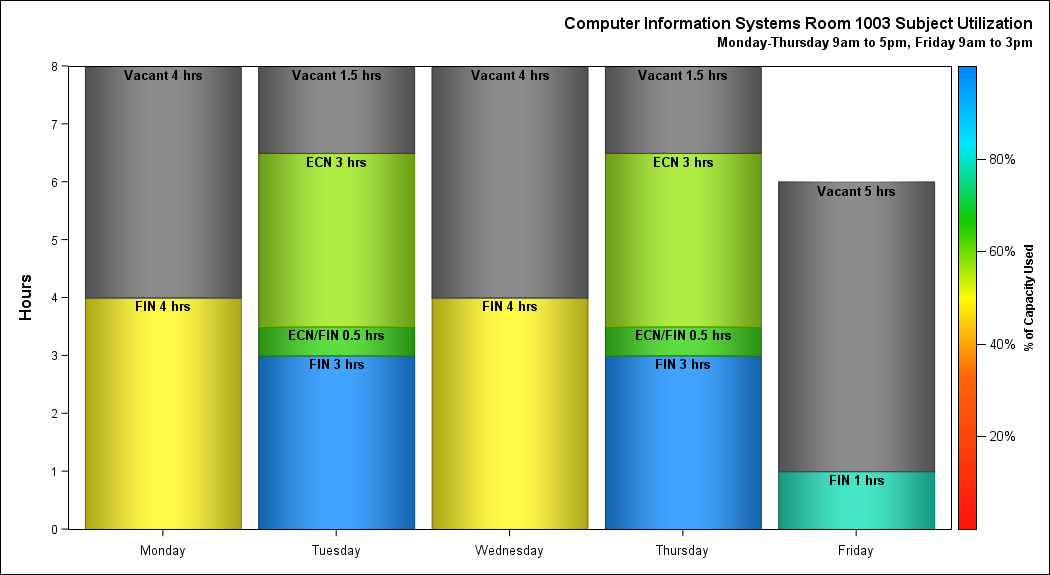 Computer Information Systems Room 1003 Subject Utilization
Monday-Thursday 9am to 5pm, Friday 9am to 3pm
Hours
8
7
6
5
4
3
2
1
0
Vacant 4 hrs
FIN 4 hrs
Monday
Vacant 1.5 hrs
ECN 3 hrs
ECN/FIN 0.5 hrs
FIN 3 hrs
Tuesday
Vacant 4 hrs
FIN 4 hrs
Wednesday
Vacant 1.5 hrs
ECN 3 hrs
ECN/FIN 0.5 hrs
FIN 3 hrs
Thursday
Vacant 5 hrs
FIN 1 hrs
Friday
80%
60%
40%
20%
% of Capacity Used